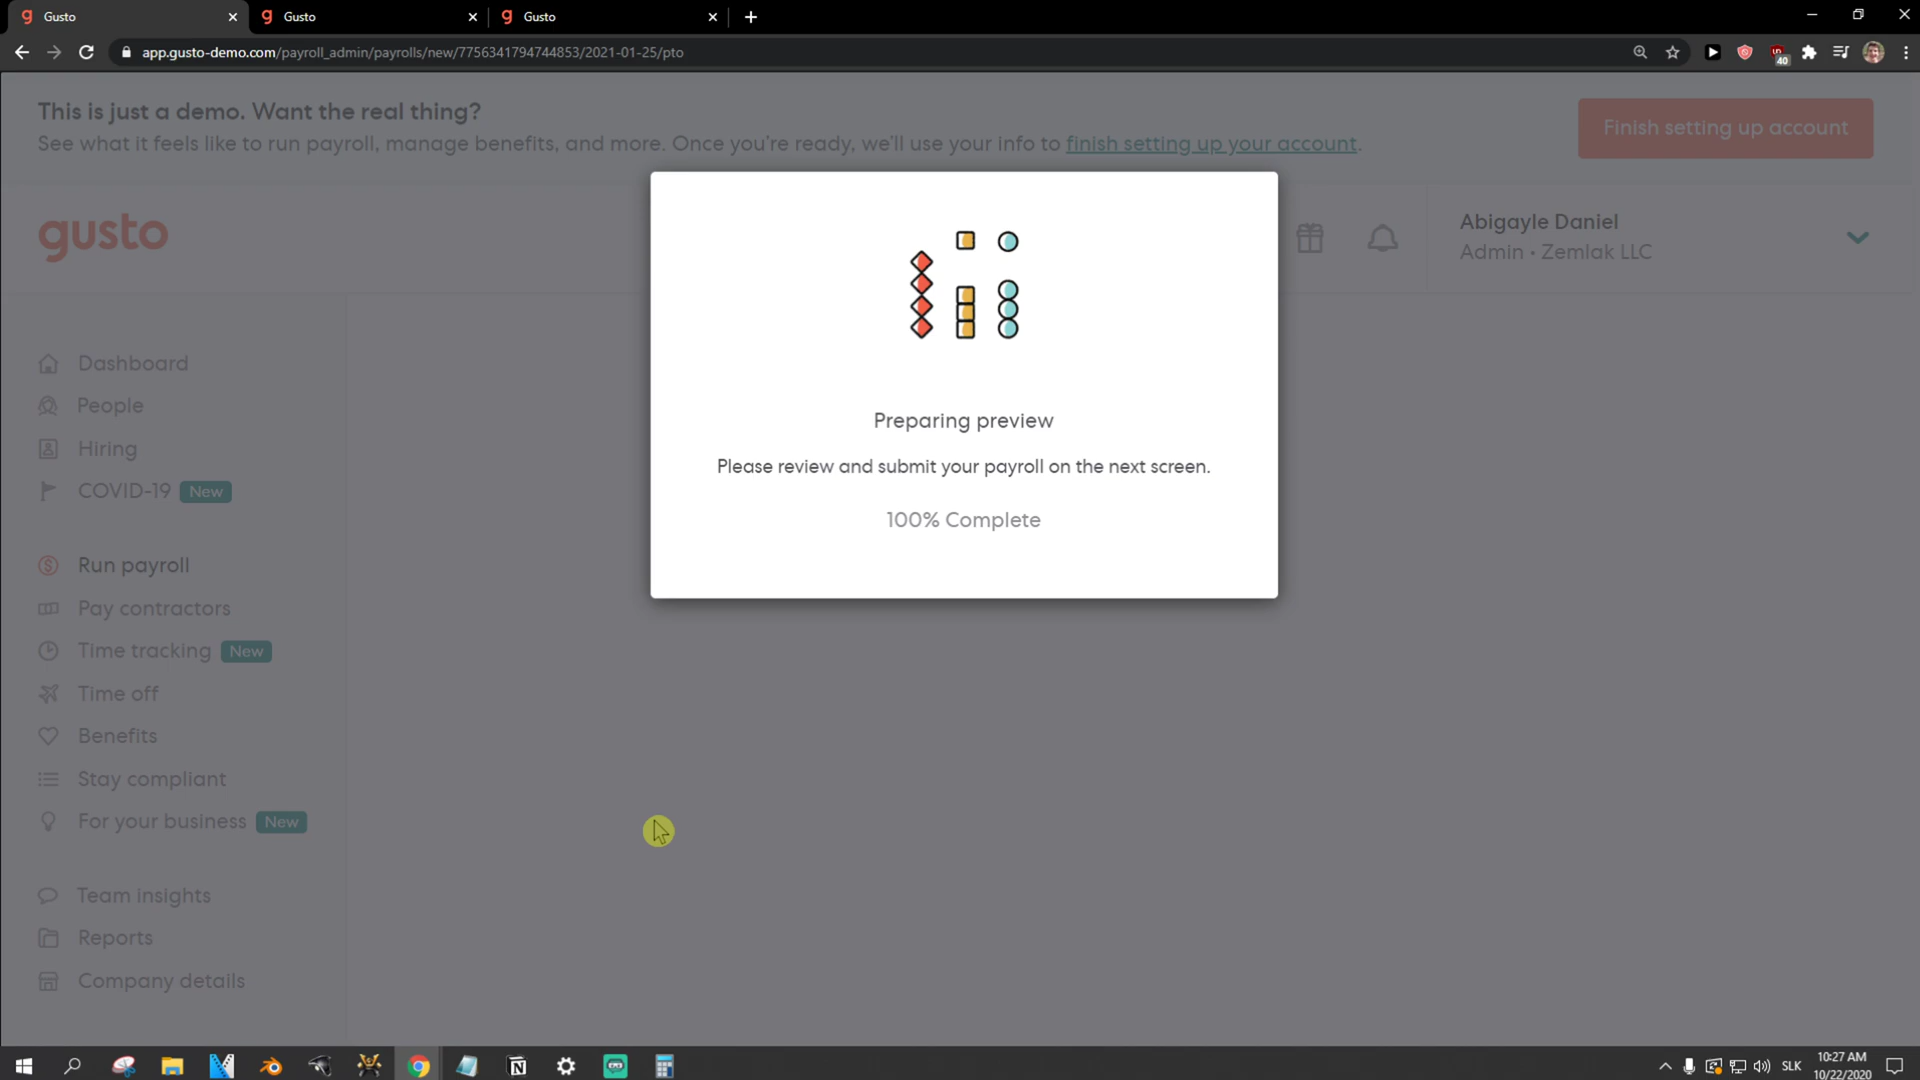 Gusto
Gusto
Gusto
app.gusto-demo.com/payroll_admin/payrolls/new/7756341794744853/2021-01-25/pto
40
This is just a demo. Want the real thing?
See what it feels like to run payroll, manage benefits, and more. Once you're ready, we'll use your info to finish setting up your account.
Finish setting up account
gusto
Abigayle Daniel
Admin • Zemlak LLC
Dashboard
People
Hiring
COVID-19 New
Run payroll
Pay contractors
Time tracking New
Time off
Benefits
Stay compliant
For your business New
Team insights
Reports
Company details
Preparing preview
Please review and submit your payroll on the next screen.
100% Complete
SLK
10:27 AM
10/22/2020